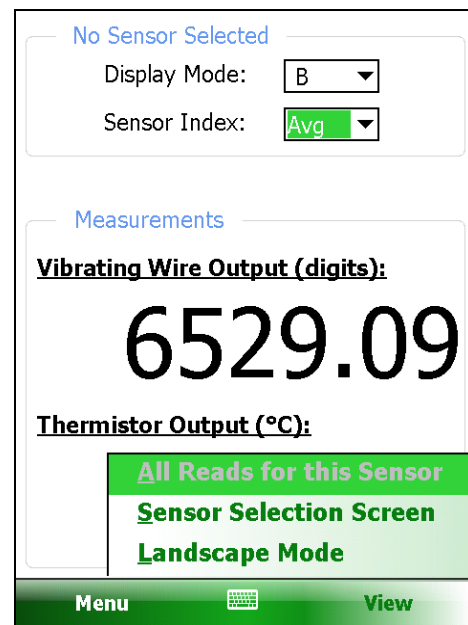 No Sensor Selected
Display Mode: B
Sensor Index: Avg
Measurements
Vibrating Wire Output (digits):
6529.09
Thermistor Output (°C):
All Reads for this Sensor
Sensor Selection Screen
Landscape Mode
Menu View